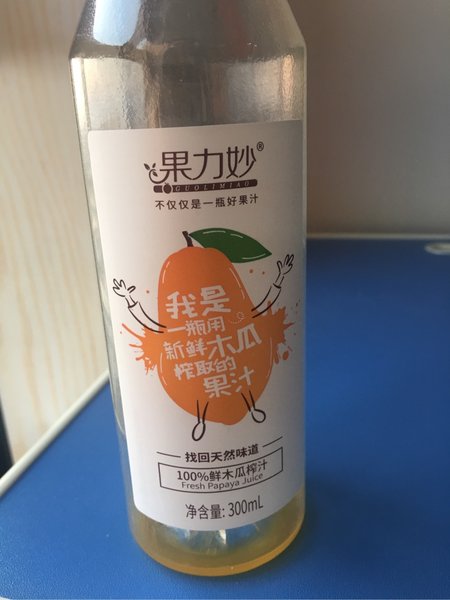 果力妙®
GUOLIMIAO
不仅仅是一瓶好果汁
我是
一瓶用
新鲜木瓜
榨取的
果汁
找回天然味道
100%鲜木瓜榨汁
Fresh Papaya Juice
净含量: 300mL